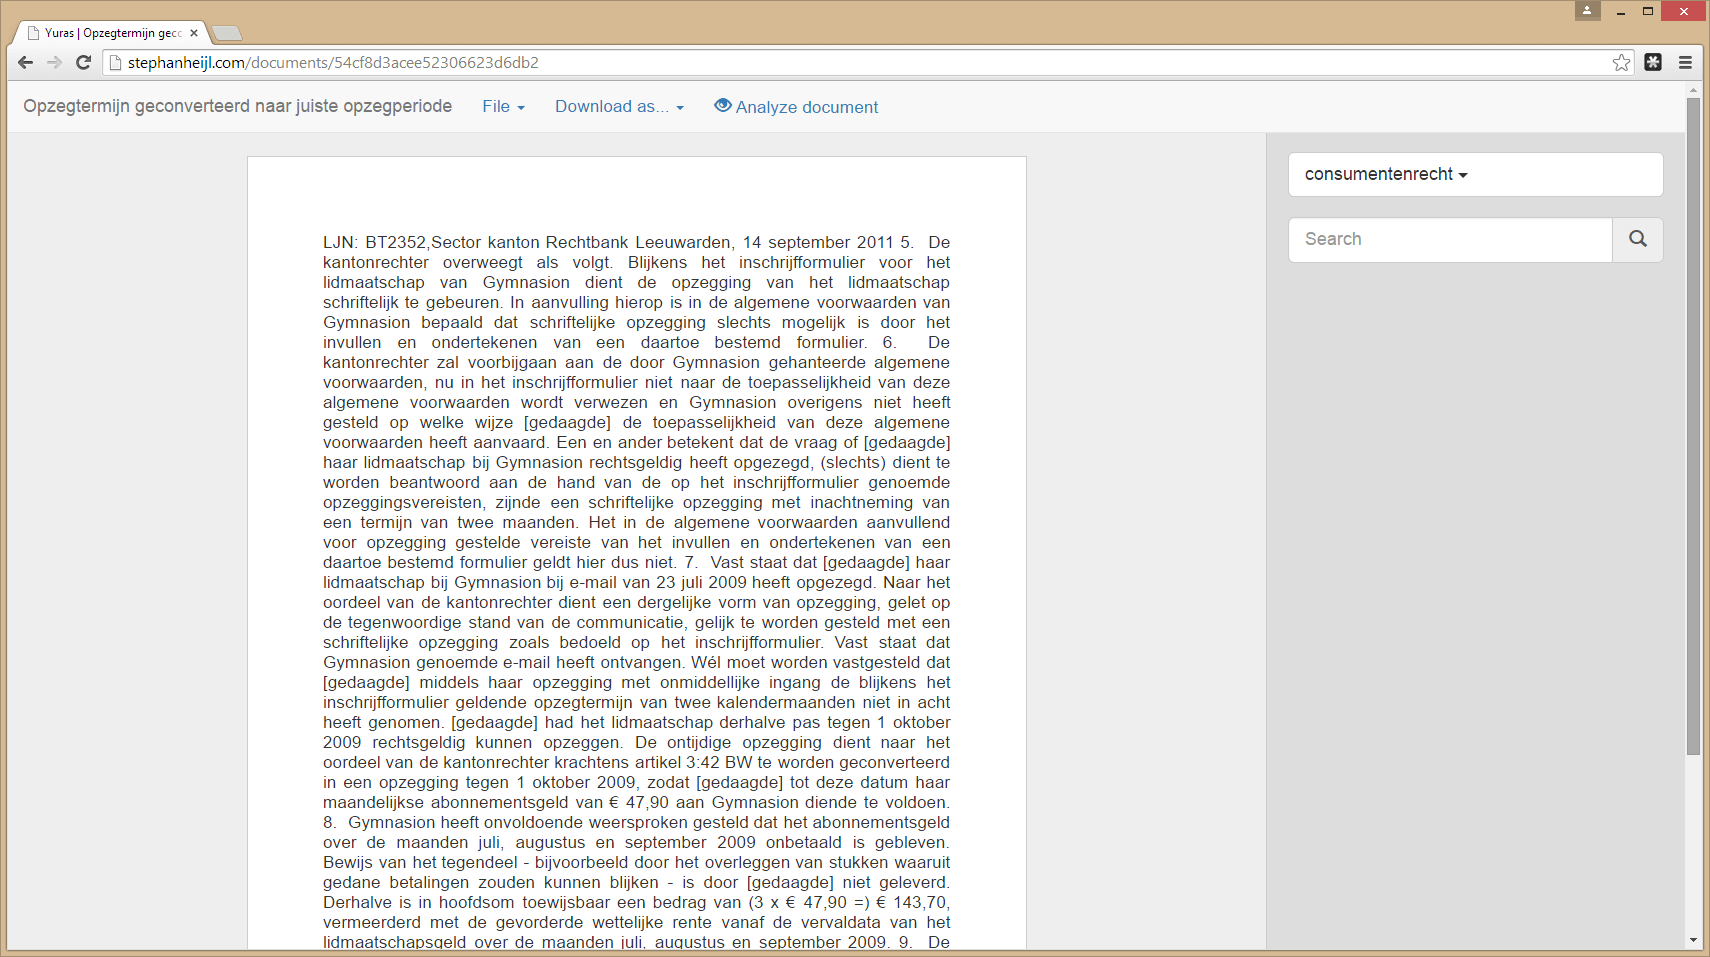 Yuras | Opzegtermijn gecc
stephanheijl.com/documents/54cf8d3acee52306623d6db2
Opzegtermijn geconverteerd naar juiste opzegperiode
File
Download as...
Analyze document
consumentenrecht
Search
LJN: BT2352,Sector kanton Rechtbank Leeuwarden, 14 september 2011 5. De
kantonrechter overweegt als volgt. Blijkens het inschrijfformulier voor het
lidmaatschap van Gymnasion dient de opzegging van het lidmaatschap
schriftelijk te gebeuren. In aanvulling hierop is in de algemene voorwaarden van
Gymnasion bepaald dat schriftelijke opzegging slechts mogelijk is door het
invullen en ondertekenen van een daartoe bestemd formulier. 6. De
kantonrechter zal voorbijgaan aan de door Gymnasion gehanteerde algemene
voorwaarden, nu in het inschrijfformulier niet naar de toepasselijkheid van deze
algemene voorwaarden wordt verwezen en Gymnasion overigens niet heeft
gesteld op welke wijze [gedaagde] de toepasselijkheid van deze algemene
voorwaarden heeft aanvaard. Een en ander betekent dat de vraag of [gedaagde]
haar lidmaatschap bij Gymnasion rechtsgeldig heeft opgezegd, (slechts) dient te
worden beantwoord aan de hand van de op het inschrijfformulier genoemde
opzeggingsvereisten, zijnde een schriftelijke opzegging met inachtneming van
een termijn van twee maanden. Het in de algemene voorwaarden aanvullend
voor opzegging gestelde vereiste van het invullen en ondertekenen van een
daartoe bestemd formulier geldt hier dus niet. 7. Vast staat dat [gedaagde] haar
lidmaatschap bij Gymnasion bij e-mail van 23 juli 2009 heeft opgezegd. Naar het
oordeel van de kantonrechter dient een dergelijke vorm van opzegging, gelet op
de tegenwoordige stand van de communicatie, gelijk te worden gesteld met een
schriftelijke opzegging zoals bedoeld op het inschrijfformulier. Vast staat dat
Gymnasion genoemde e-mail heeft ontvangen. Wél moet worden vastgesteld dat
[gedaagde] middels haar opzegging met onmiddellijke ingang de blijkens het
inschrijfformulier geldende opzegtermijn van twee kalendermaanden niet in acht
heeft genomen. [gedaagde] had het lidmaatschap derhalve pas tegen 1 oktober
2009 rechtsgeldig kunnen opzeggen. De ontijdige opzegging dient naar het
oordeel van de kantonrechter krachtens artikel 3:42 BW te worden geconverteerd
in een opzegging tegen 1 oktober 2009, zodat [gedaagde] tot deze datum haar
maandelijkse abonnementsgeld van € 47,90 aan Gymnasion diende te voldoen.
8. Gymnasion heeft onvoldoende weersproken gesteld dat het abonnementsgeld
over de maanden juli, augustus en september 2009 onbetaald is gebleven.
Bewijs van het tegendeel - bijvoorbeeld door het overleggen van stukken waaruit
gedane betalingen zouden kunnen blijken - is door [gedaagde] niet geleverd.
Derhalve is in hoofdsom toewijsbaar een bedrag van (3 x € 47,90 =) € 143,70,
vermeerderd met de gevorderde wettelijke rente vanaf de vervaldata van het
lidmaatschapsgeld over de maanden juli, augustus en september 2009. 9. De